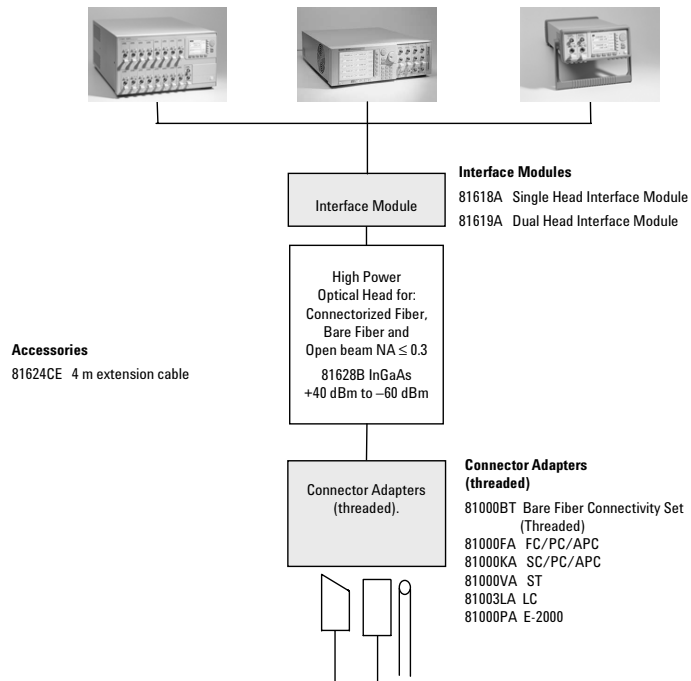 Interface Module
Interface Modules
81618A Single Head Interface Module
81619A Dual Head Interface Module
High Power
Optical Head for:
Connectorized Fiber,
Bare Fiber and
Open beam NA ≤ 0.3
81628B InGaAs
+40 dBm to –60 dBm
Accessories
81624CE 4 m extension cable
Connector Adapters
(threaded).
Connector Adapters
(threaded)
81000BT Bare Fiber Connectivity Set
(Threaded)
81000FA FC/PC/APC
81000KA SC/PC/APC
81000VA ST
81003LA LC
81000PA E-2000